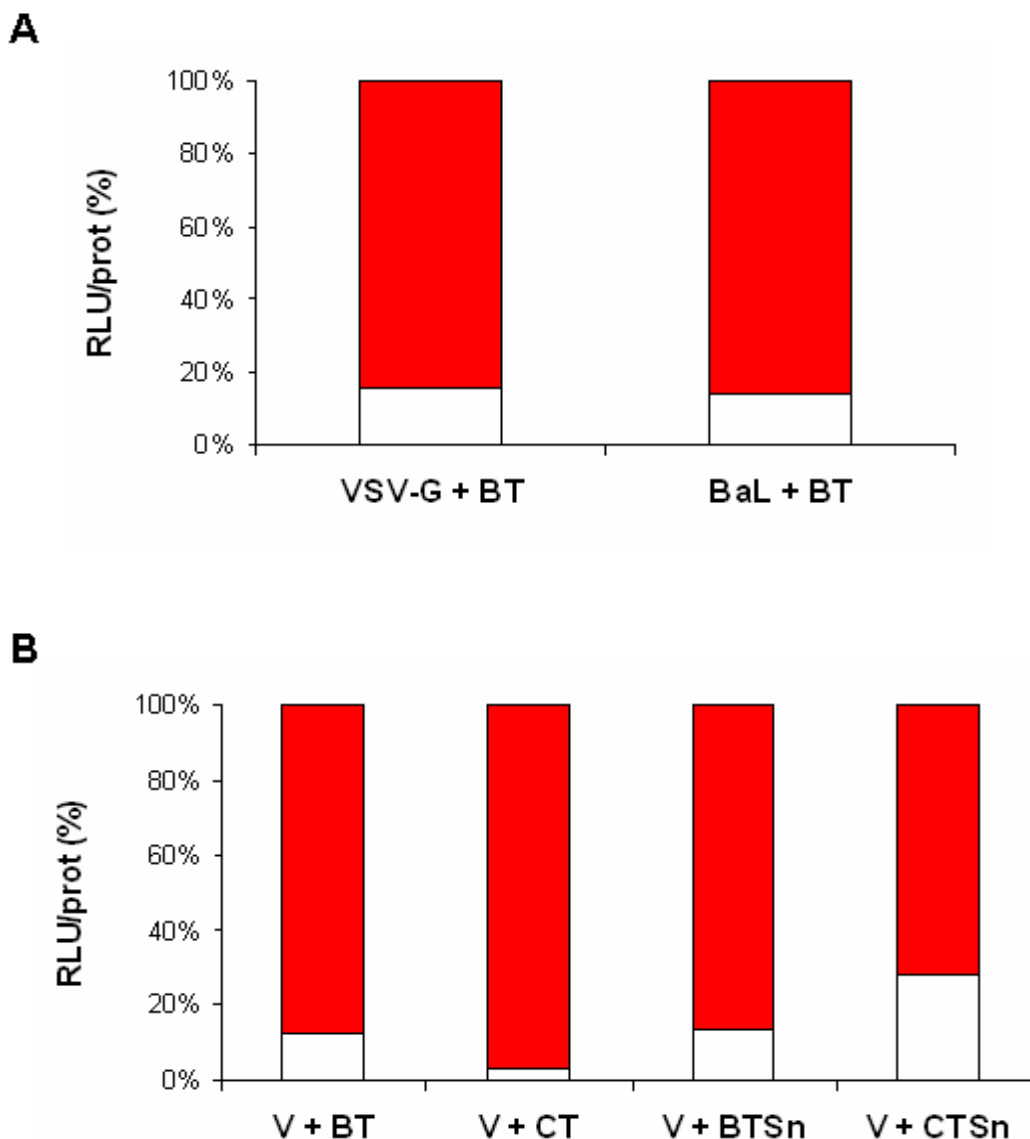 A
RLU/prot (%)
100%
80%
60%
40%
20%
0%
VSV-G + BT
BaL + BT
B
RLU/prot (%)
100%
80%
60%
40%
20%
0%
V + BT
V + CT
V + BTSn
V + CTSn